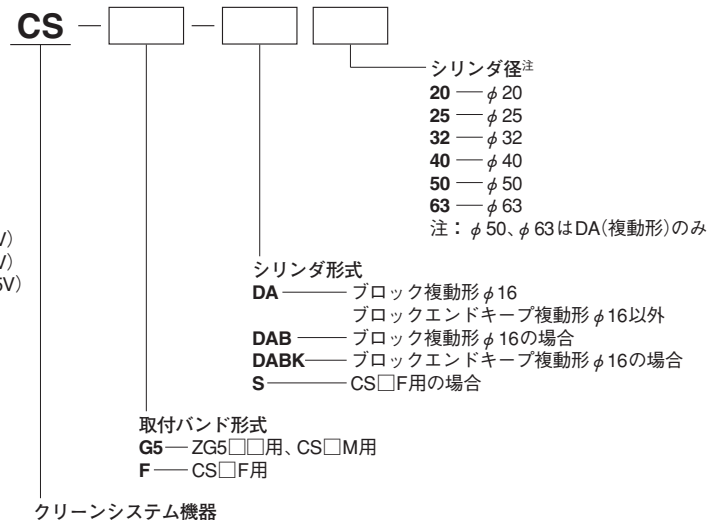 CS — □ — □ □
シリンダ径注
20 — φ20
25 — φ25
32 — φ32
40 — φ40
50 — φ50
63 — φ63
注：φ50、φ63はDA(複動形)のみ
V)
V)
5V)
シリンダ形式
DA — ブロック複動形φ16
ブロックエンドキープ複動形φ16以外
DAB — ブロック複動形φ16の場合
DABK — ブロックエンドキープ複動形φ16の場合
S — CS□F用の場合
取付バンド形式
G5 — ZG5□□用、CS□M用
F — CS□F用
クリーンシステム機器